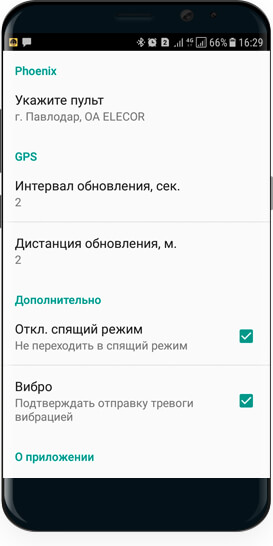 66% 16:29
Phoenix
Укажите пульт
г. Павлодар, ОА ELECOR
GPS
Интервал обновления, сек.
2
Дистанция обновления, м.
2
Дополнительно
Откл. спящий режим
Не переходить в спящий режим
Вибро
Подтверждать отправку тревоги
вибрацией
О приложении